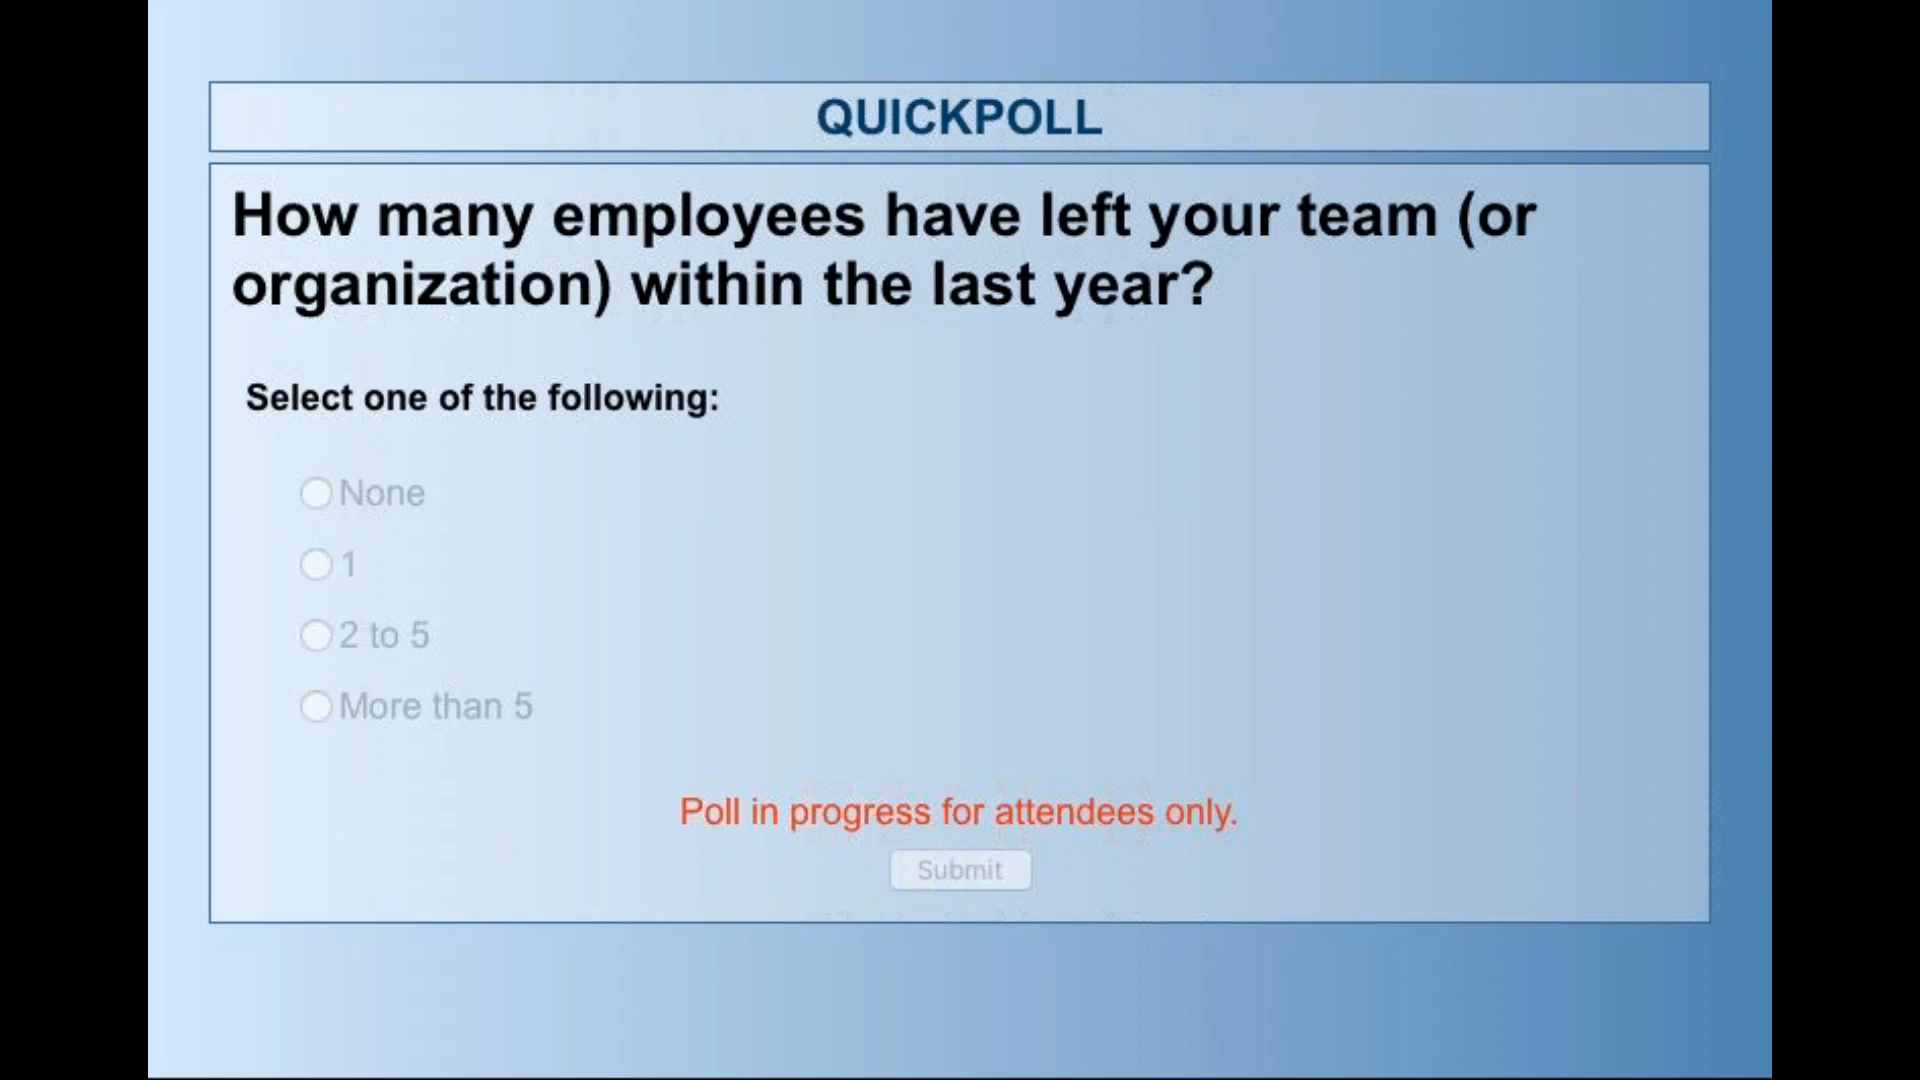 QUICKPOLL
How many employees have left your team (or
organization) within the last year?
Select one of the following:
None
1
2 to 5
More than 5
Poll in progress for attendees only.
Submit